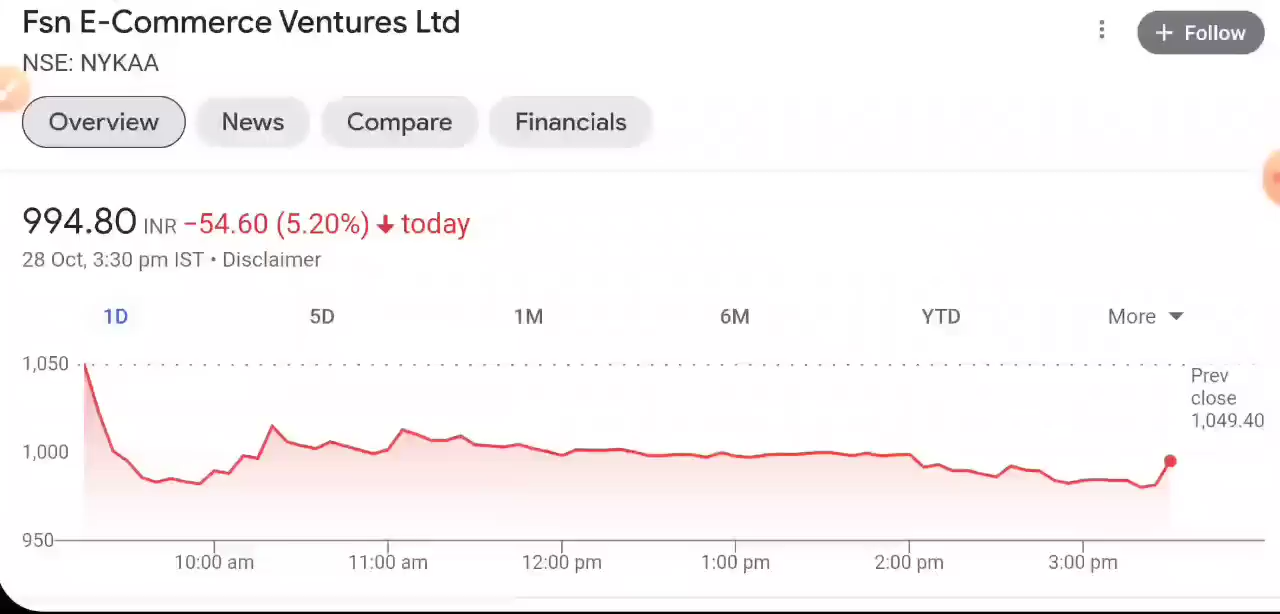 Fsn E-Commerce Ventures Ltd
+ Follow
NSE: NYKAA
Overview News Compare Financials
994.80 INR −54.60 (5.20%) ↓ today
28 Oct, 3:30 pm IST • Disclaimer
1D 5D 1M 6M YTD More
1,050
Prev
close
1,049.40
1,000
950
10:00 am 11:00 am 12:00 pm 1:00 pm 2:00 pm 3:00 pm